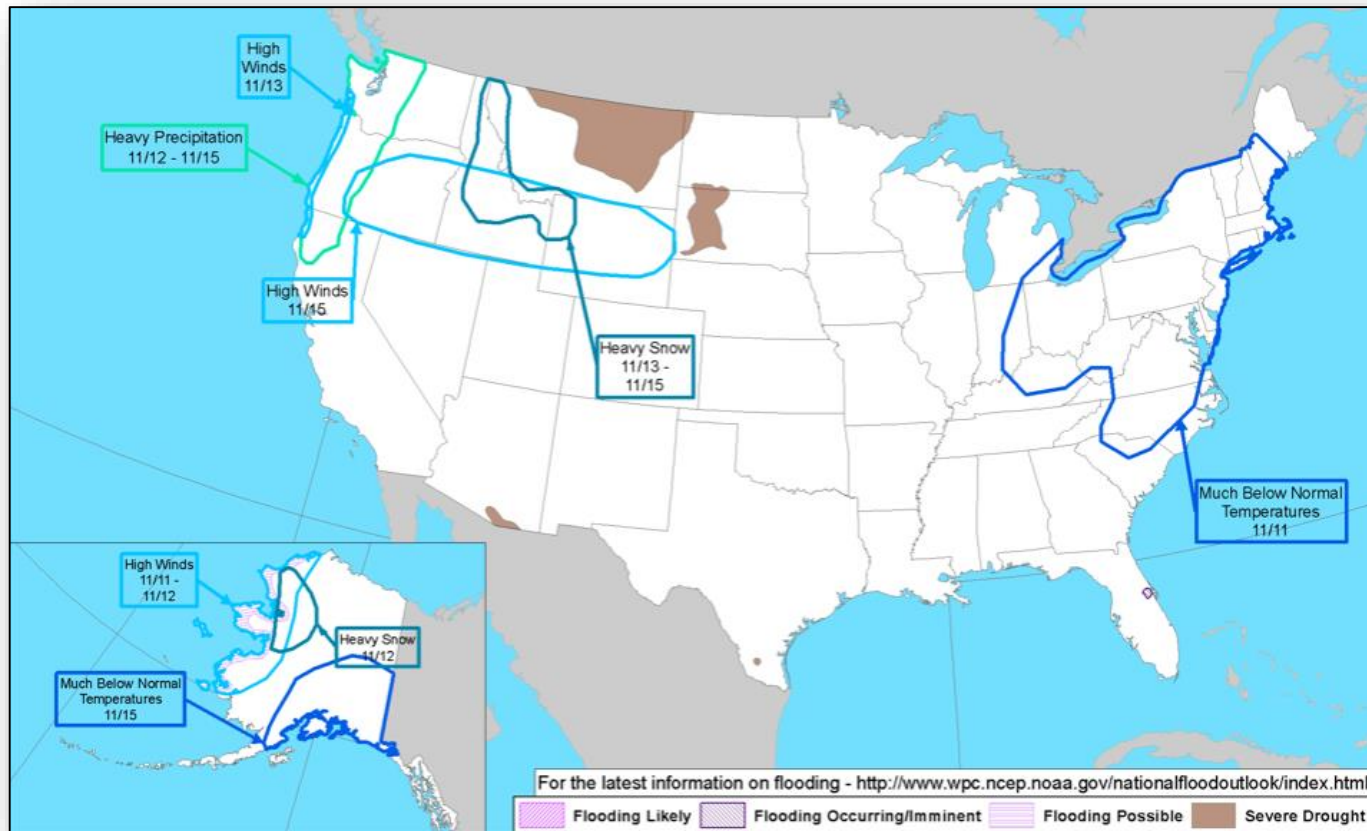 High
Winds
11/13
Heavy Precipitation
11/12 - 11/15
High Winds
11/15
Heavy Snow
11/13 -
11/15
Much Below Normal
Temperatures
11/11
High Winds
11/11 -
11/12
Heavy Snow
11/12
Much Below Normal
Temperatures
11/15
For the latest information on flooding - http://www.wpc.ncep.noaa.gov/nationalfloodoutlook/index.html
Flooding Likely Flooding Occurring/Imminent Flooding Possible Severe Drought